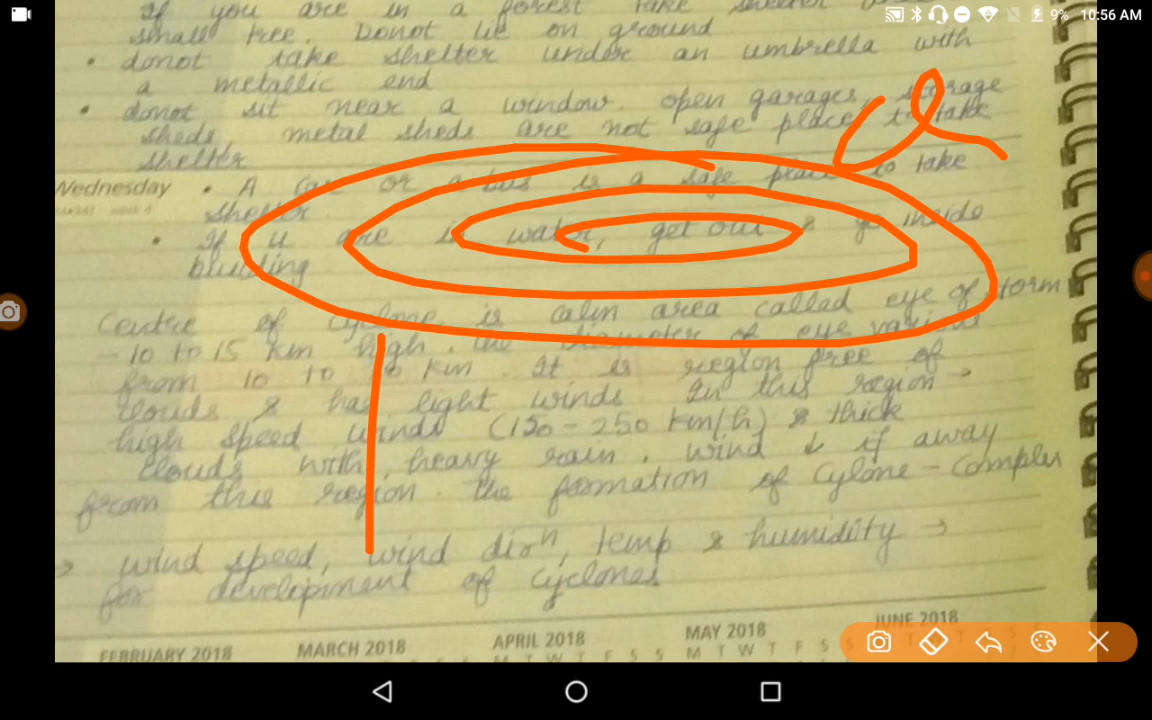 9% 10:56 AM
If you are in a forest take shelter
small tree. Donot lie on ground
• donot take shelter under an umbrella with
a metallic end
• donot sit near a window. open garages, storage
sheds, metal sheds are not safe place to take
shelter
Wednesday
• A car or a bus is a safe place to take
shelter
• If u are in water, get out & go inside
building
Centre of cyclone is calm area called eye of storm
- 10 to 15 km high. the diameter of eye varies
from 10 to km. It is region free of
clouds & has light winds In this region
high speed winds (150-250 km/h) & thick
clouds with heavy rain. wind ↓ if away
from this region. the formation of cylone - complex
→ wind speed, wind dirⁿ, temp & humidity →
for development of cyclones
FEBRUARY 2018 MARCH 2018 APRIL 2018 MAY 2018 JUNE 2018
M T W T F S S M T W T F S S